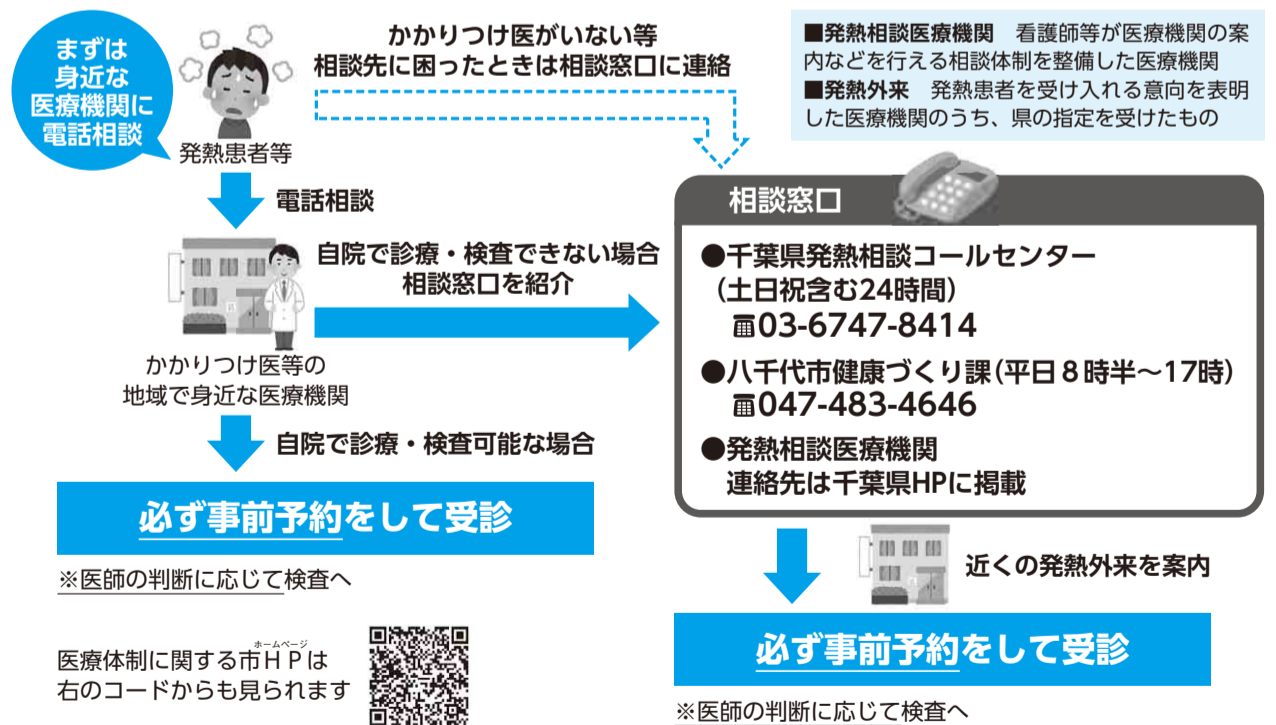 まずは
身近な
医療機関に
電話相談
発熱患者等
かかりつけ医がいない等
相談先に困ったときは相談窓口に連絡
■発熱相談医療機関　看護師等が医療機関の案
内などを行える相談体制を整備した医療機関
■発熱外来　発熱患者を受け入れる意向を表明
した医療機関のうち、県の指定を受けたもの
電話相談
自院で診療・検査できない場合
相談窓口を紹介
かかりつけ医等の
地域で身近な医療機関
自院で診療・検査可能な場合
必ず事前予約をして受診
※医師の判断に応じて検査へ
ホームページ
医療体制に関する市ＨＰは
右のコードからも見られます
相談窓口
●千葉県発熱相談コールセンター
（土日祝含む24時間）
☎03-6747-8414
●八千代市健康づくり課（平日８時半～17時）
☎047-483-4646
●発熱相談医療機関
連絡先は千葉県HPに掲載
近くの発熱外来を案内
必ず事前予約をして受診
※医師の判断に応じて検査へ